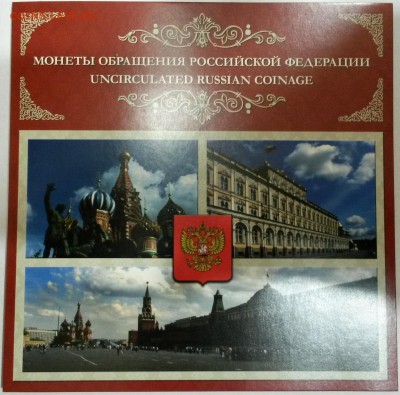 МОНЕТЫ ОБРАЩЕНИЯ РОССИЙСКОЙ ФЕДЕРАЦИИ
UNCIRCULATED RUSSIAN COINAGE